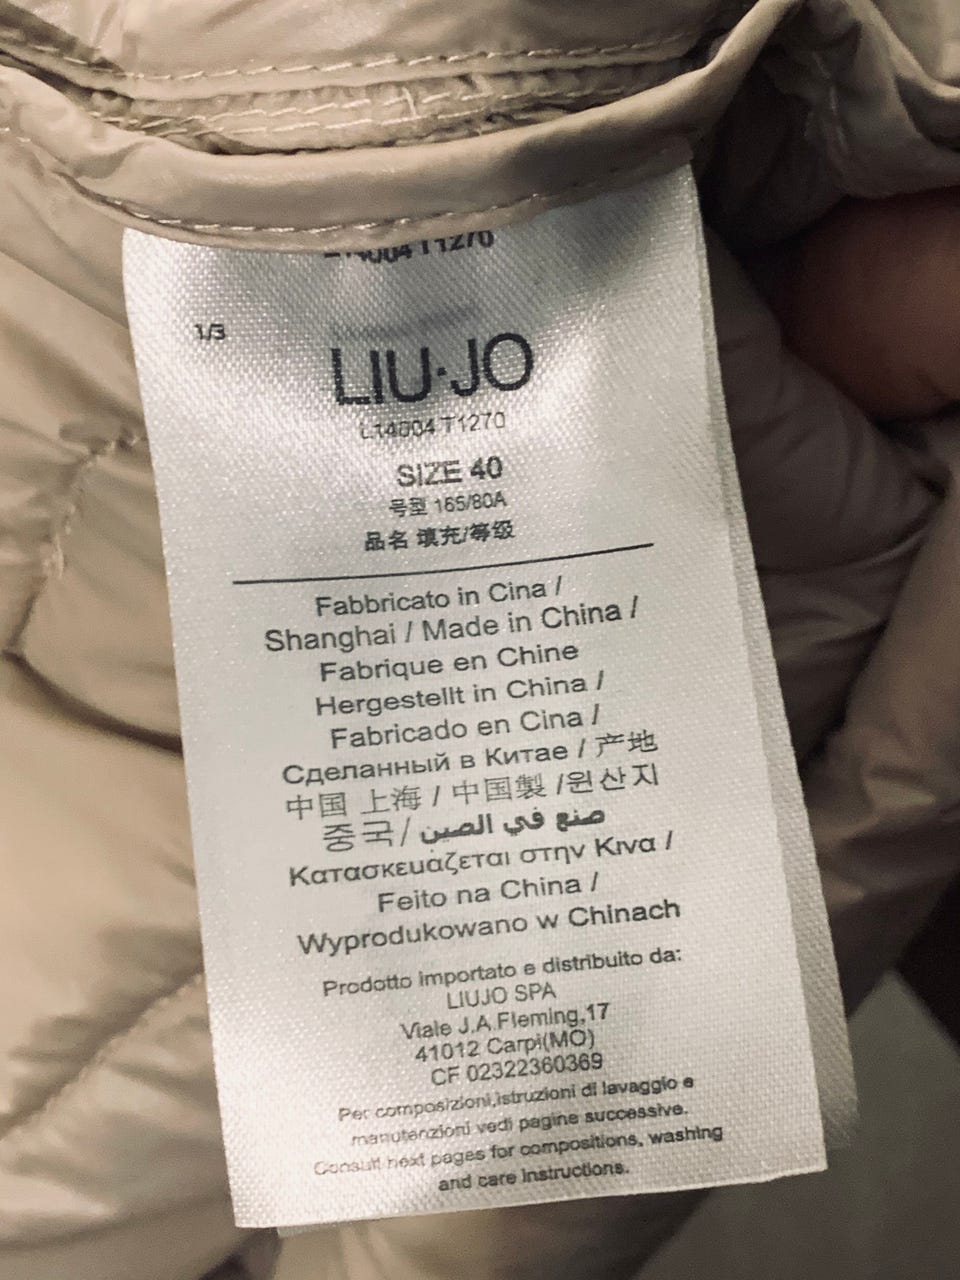 1/3
LIU·JO
L14004 T1270
SIZE 40
号型 165/80A
品名 填充/等级
Fabbricato in Cina /
Shanghai / Made in China /
Fabrique en Chine
Hergestellt in China /
Fabricado en Cina /
Сделанный в Китае / 产地
中国 上海 / 中国製 /원산지
중국/ صنع في الصين
Κατασκευάζεται στην Κινα /
Feito na China /
Wyprodukowano w Chinach
Prodotto importato e distribuito da:
LIUJO SPA
Viale J.A.Fleming,17
41012 Carpi(MO)
CF 02322360369
Per composizioni,istruzioni di lavaggio e
manutenzioni vedi pagine successive.
Consult next pages for compositions, washing
and care instructions.